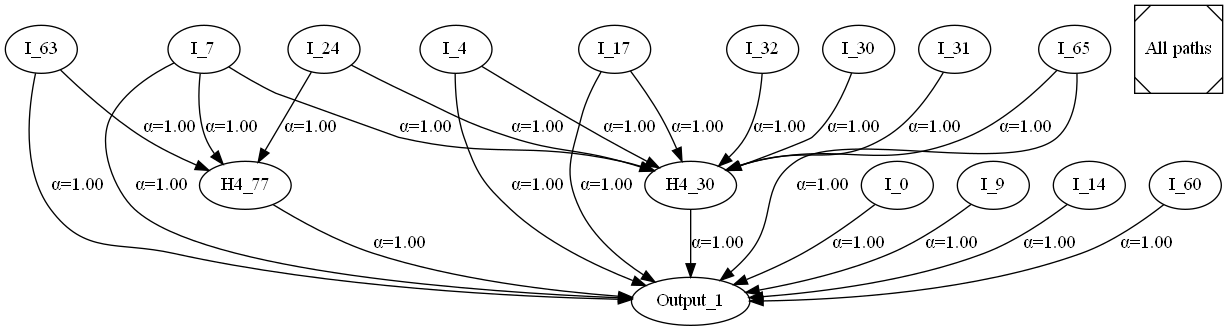 I_63 I_7 I_24 I_4 I_17 I_32 I_30 I_31 I_65 All paths
α=1.00 α=1.00 α=1.00 α=1.00 α=1.00 α=1.00 α=1.00 α=1.00 α=1.00 α=1.00 α=1.00
α=1.00 α=1.00 H4_77 α=1.00 α=1.00 H4_30 α=1.00 I_0 I_9 I_14 I_60
α=1.00 α=1.00 α=1.00 α=1.00 α=1.00 α=1.00
Output_1